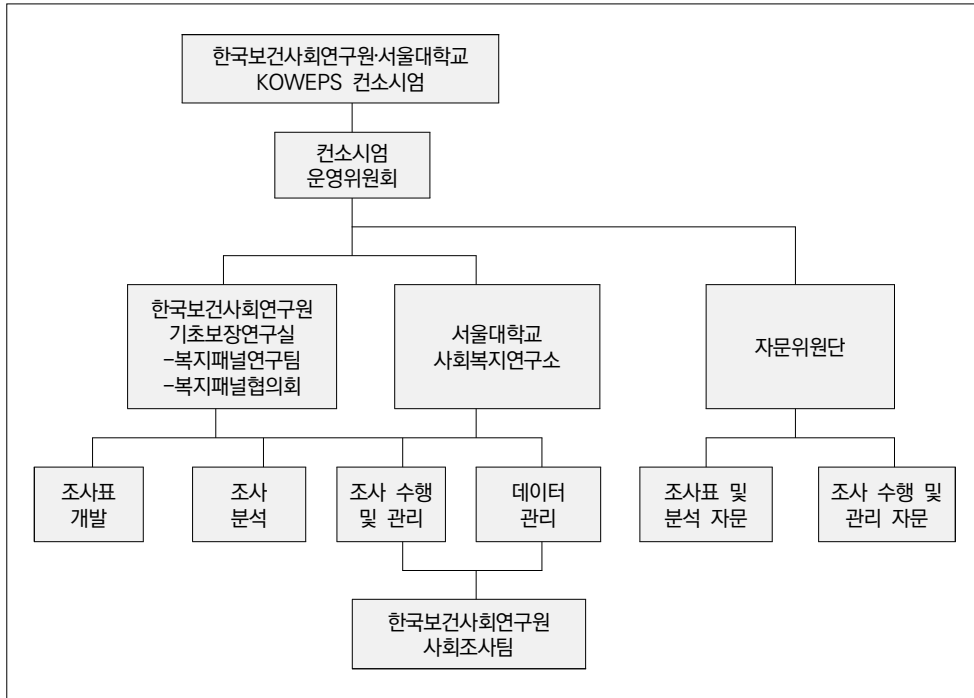 한국보건사회연구원·서울대학교
KOWEPS 컨소시엄
컨소시엄
운영위원회
한국보건사회연구원
기초보장연구실
-복지패널연구팀
-복지패널협의회
서울대학교
사회복지연구소
자문위원단
조사표
개발
조사
분석
조사 수행
및 관리
데이터
관리
조사표 및
분석 자문
조사 수행 및
관리 자문
한국보건사회연구원
사회조사팀